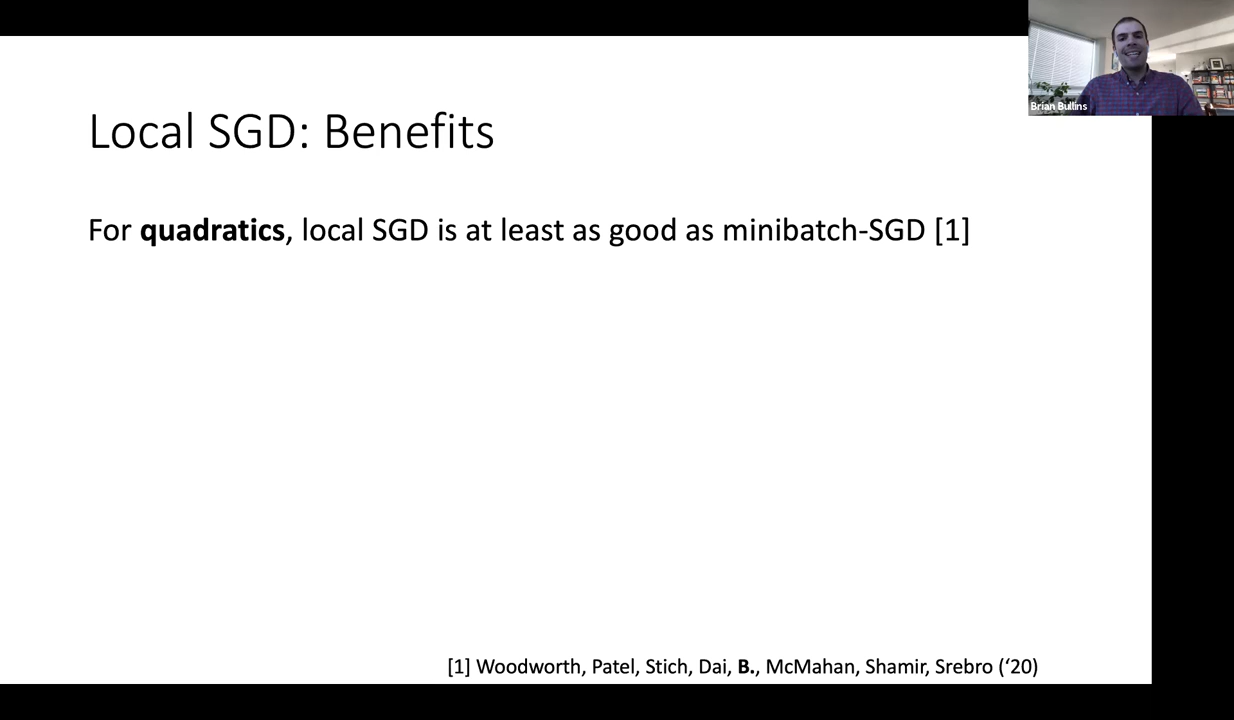 Brian Bullins
Local SGD: Benefits
For quadratics, local SGD is at least as good as minibatch-SGD [1]
[1] Woodworth, Patel, Stich, Dai, B., McMahan, Shamir, Srebro (‘20)